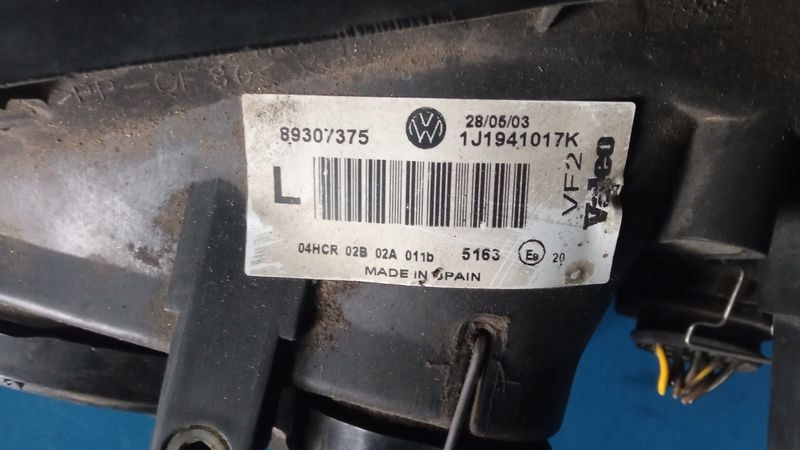 89307375
28/05/03
1J1941017K
L
VF2
Valeo
04HCR 02B 02A 011b 5163 E9 20
MADE IN SPAIN